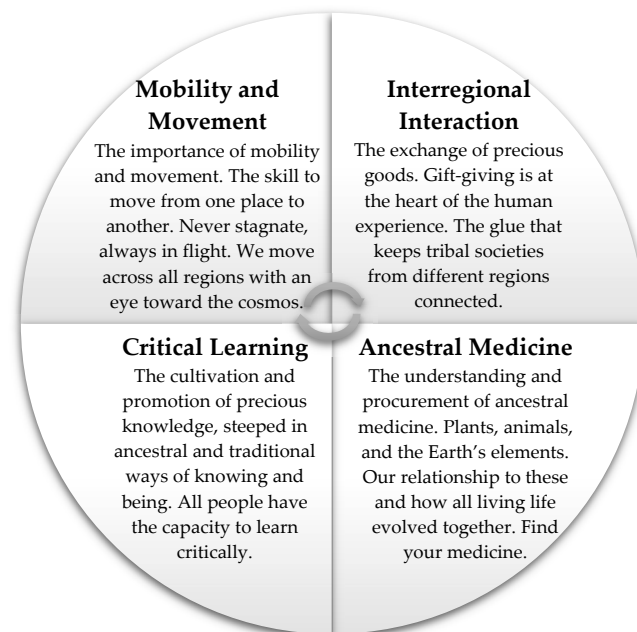 Mobility and
Movement
The importance of mobility
and movement. The skill to
move from one place to
another. Never stagnate,
always in flight. We move
across all regions with an
eye toward the cosmos.
Interregional
Interaction
The exchange of precious
goods. Gift-giving is at
the heart of the human
experience. The glue that
keeps tribal societies
from different regions
connected.
Critical Learning
The cultivation and
promotion of precious
knowledge, steeped in
ancestral and traditional
ways of knowing and
being. All people have
the capacity to learn
critically.
Ancestral Medicine
The understanding and
procurement of ancestral
medicine. Plants, animals,
and the Earth’s elements.
Our relationship to these
and how all living life
evolved together. Find
your medicine.